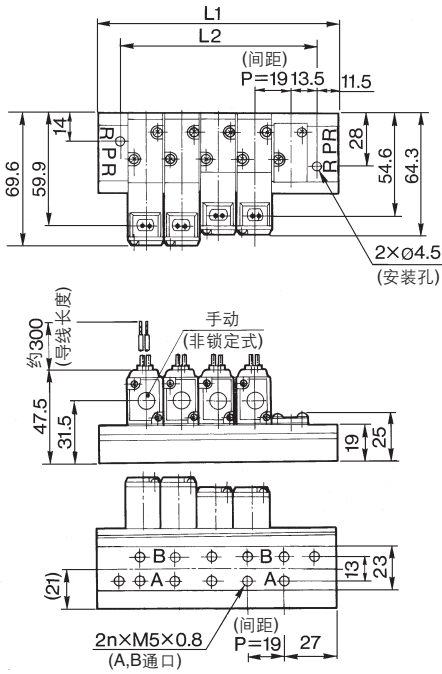 L1
L2
(间距)
P=19 13.5 11.5
14
R P R
R PR
28
69.6
59.9
54.6
64.3
2×Ø4.5
(安装孔)
约300
(导线长度)
手动
(非锁定式)
47.5
31.5
19
25
B B
A A
(21)
13
23
2n×M5×0.8
(A,B通口)
(间距)
P=19
27